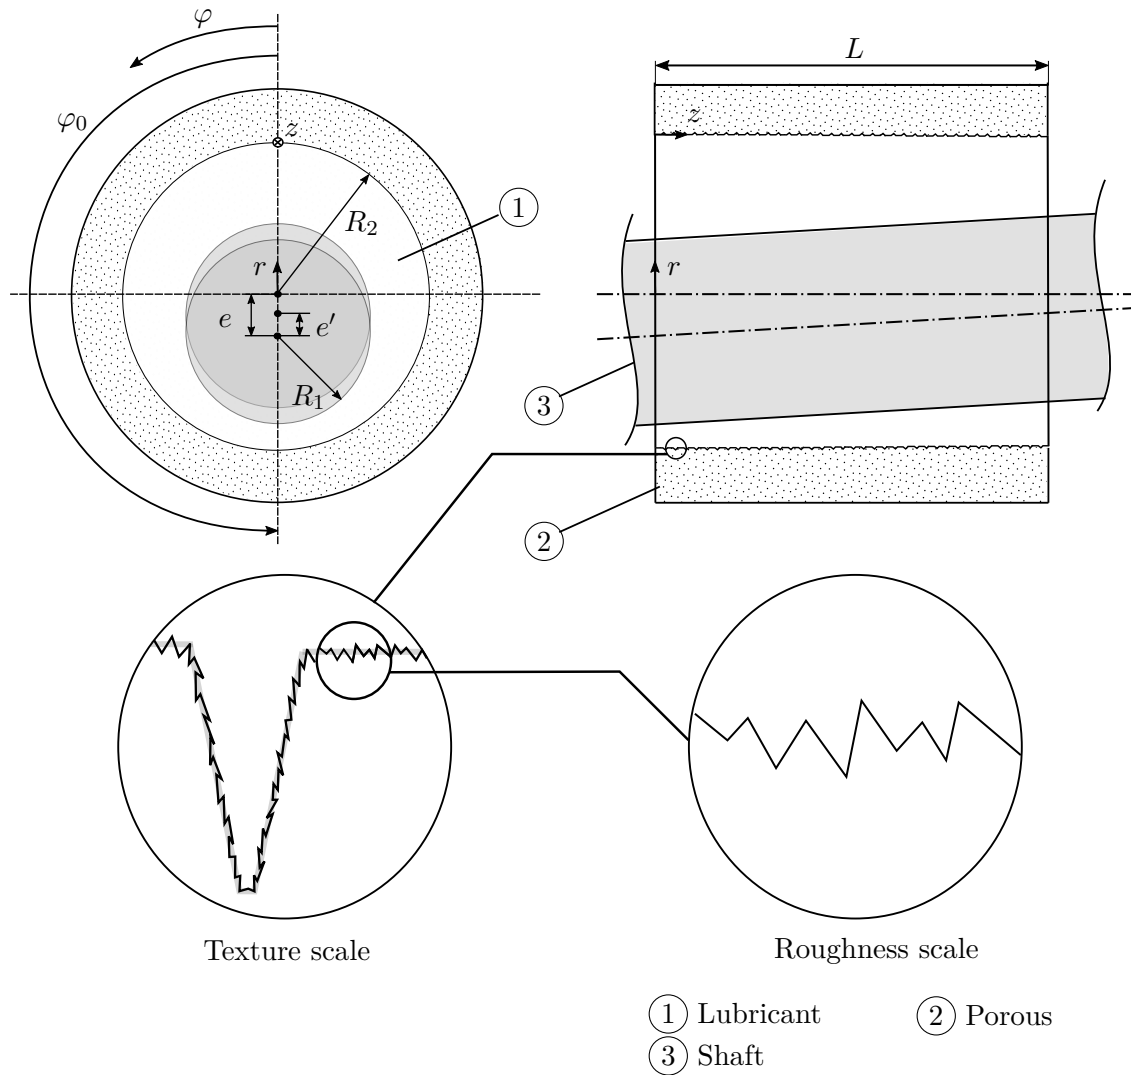 φ
L
φ₀
z
z
1
R₂
r
r
e
e′
R₁
3
2
Texture scale
Roughness scale
1 Lubricant
2 Porous
3 Shaft